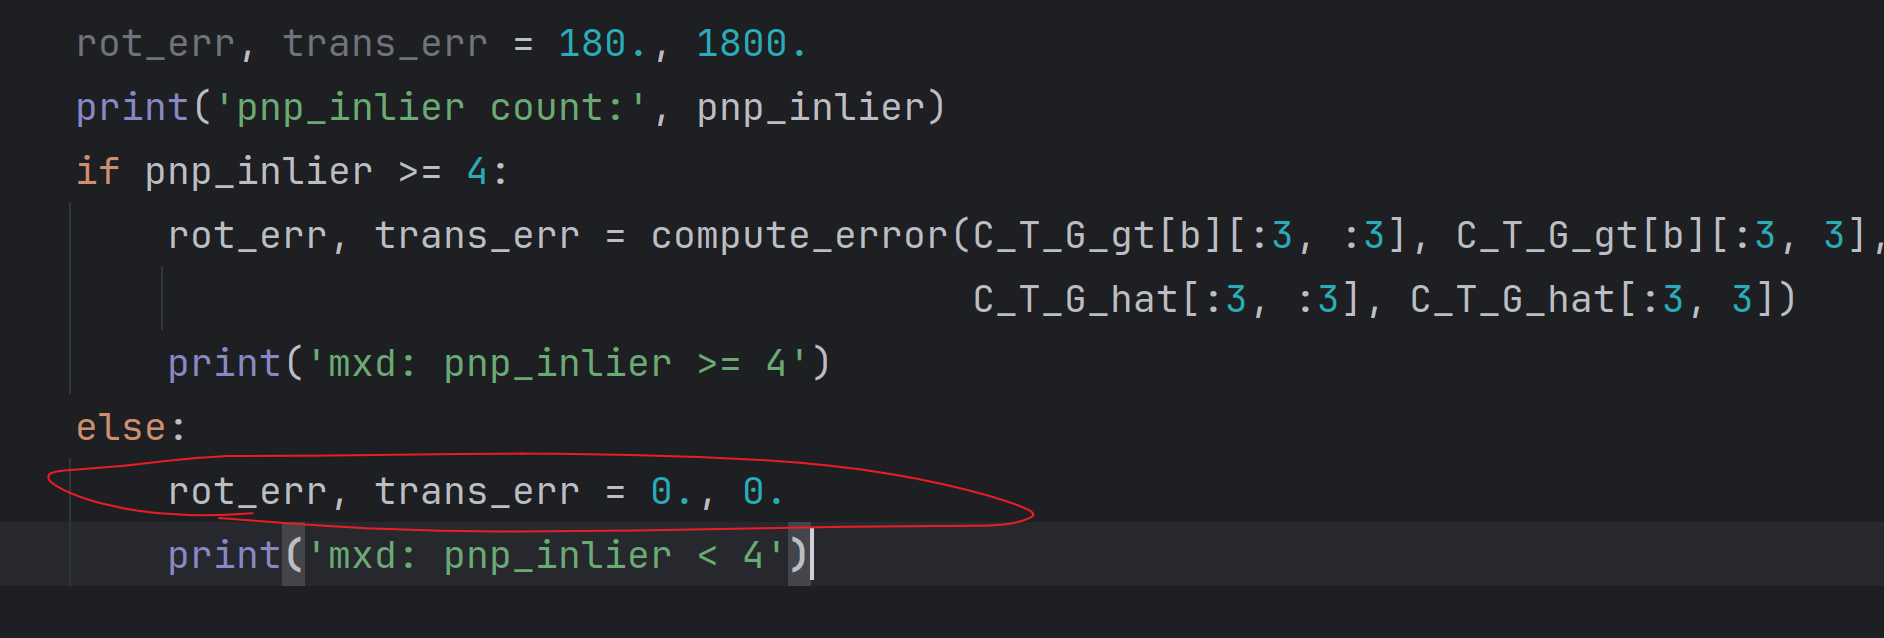 rot_err, trans_err = 180., 1800.
print('pnp_inlier count:', pnp_inlier)
if pnp_inlier >= 4:
    rot_err, trans_err = compute_error(C_T_G_gt[b][:3, :3], C_T_G_gt[b][:3, 3],
                                       C_T_G_hat[:3, :3], C_T_G_hat[:3, 3])
    print('mxd: pnp_inlier >= 4')
else:
    rot_err, trans_err = 0., 0.
    print('mxd: pnp_inlier < 4')